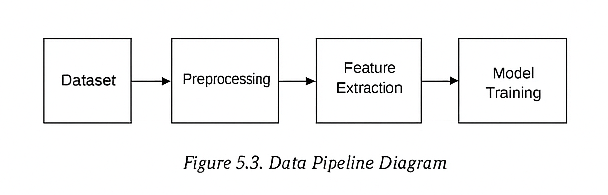 Dataset
Preprocessing
Feature
Extraction
Model
Training
Figure 5.3. Data Pipeline Diagram